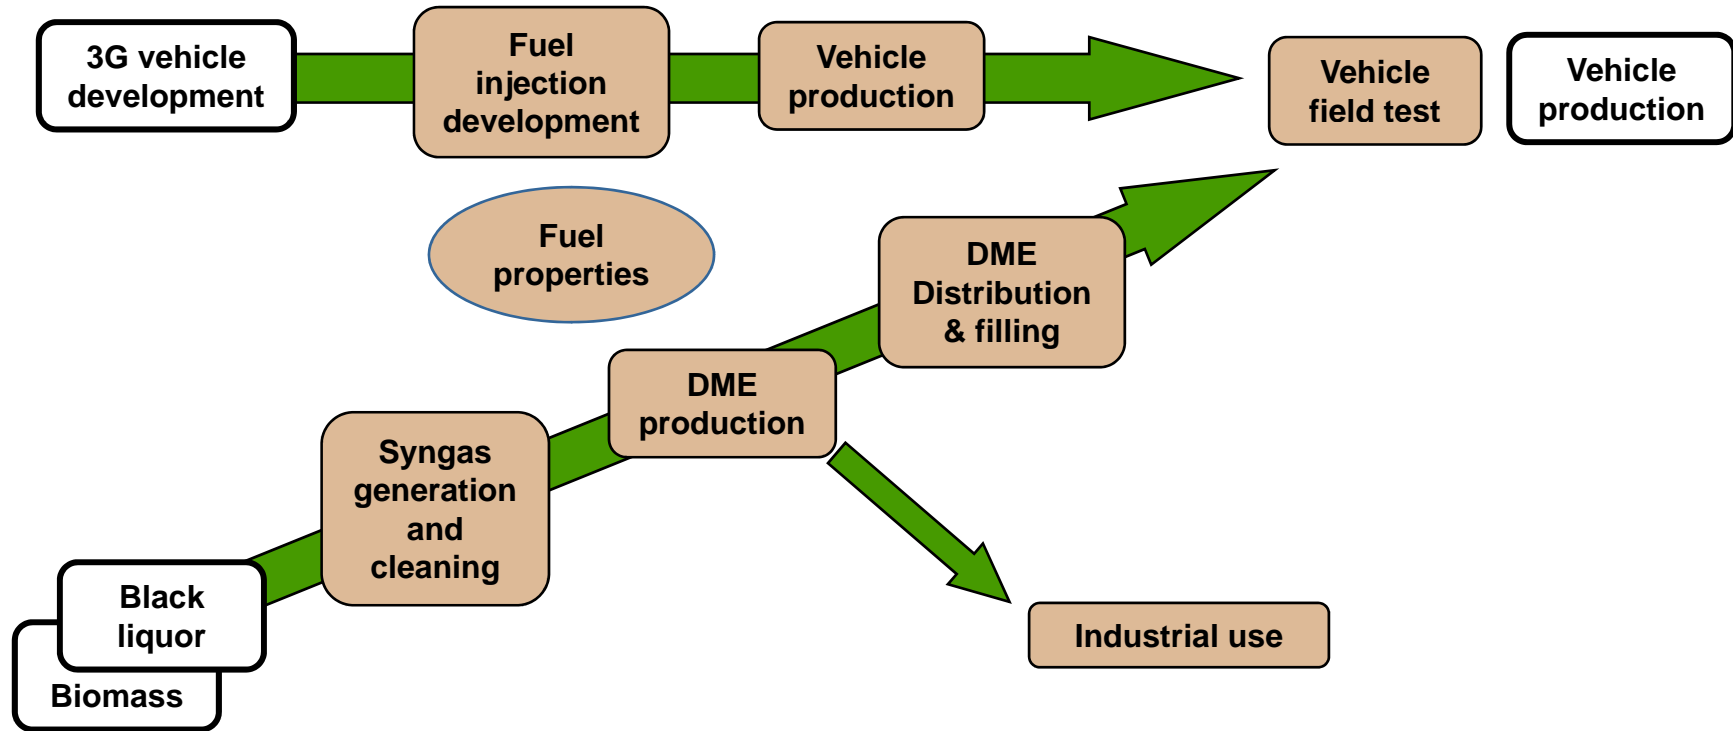 3G vehicle
development
Fuel
injection
development
Vehicle
production
Vehicle
field test
Vehicle
production
Fuel
properties
DME
Distribution
& filling
DME
production
Syngas
generation
and
cleaning
Black
liquor
Biomass
Industrial use